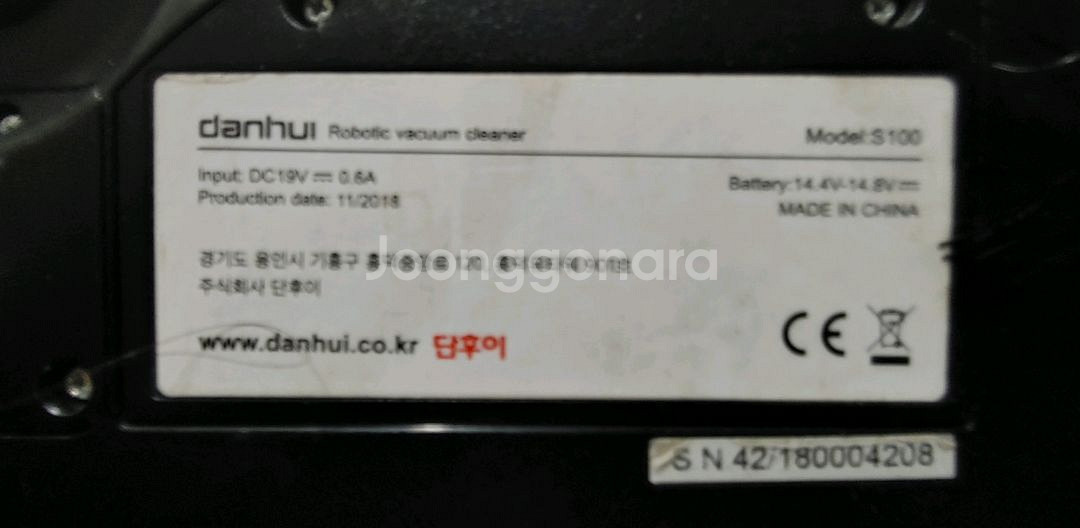 danhui Robotic vacuum cleaner Model:S100
Input: DC19V 0.6A Battery:14.4V-14.8V
Production date: 11/2018 MADE IN CHINA
경기도 용인시 기흥구
Joonggonara
주식회사 단후이
www.danhui.co.kr 단후이 CE
S N 42/180004208